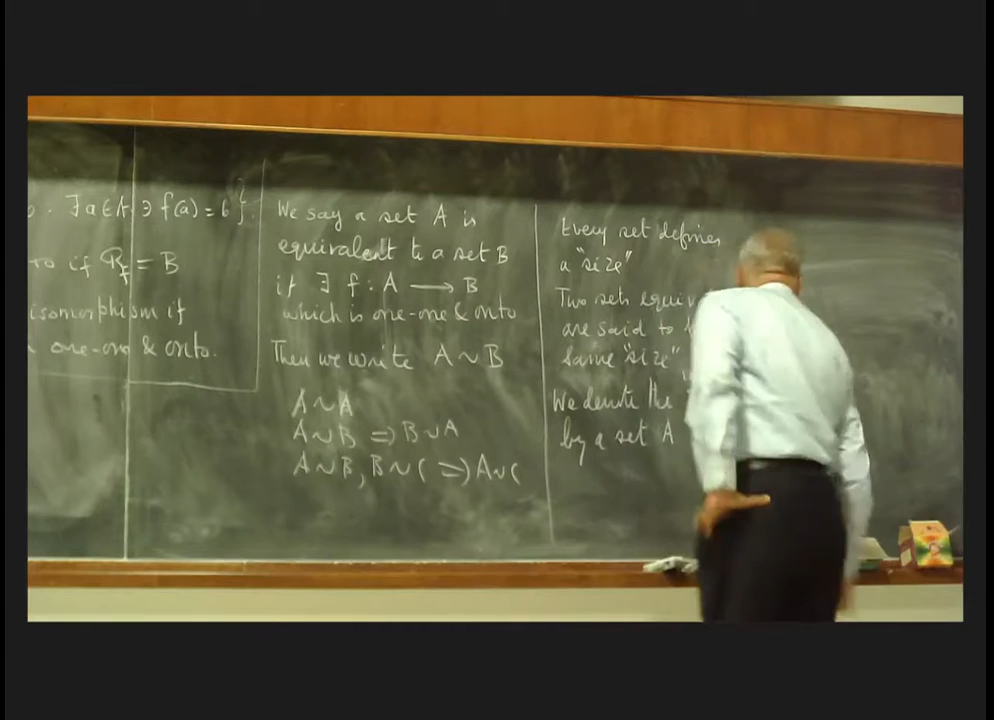 . ∃ a ∈ A ∋ f(a) = b }.
if R_f = B
isomorphism if
one-one & onto.
We say a set A is
equivalent to a set B
if ∃ f : A ⟶ B
which is one-one & onto
Then we write A ∼ B
A ∼ A
A ∼ B ⇒ B ∼ A
A ∼ B, B ∼ C ⇒ A ∼ C
Every set defines
a "size"
Two sets equiv
are said to
same "size"
We denote the
by a set A